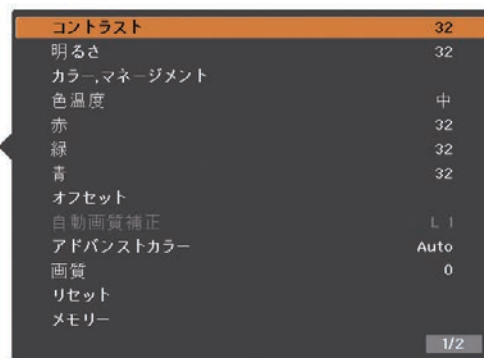 コントラスト 32
明るさ 32
カラー,マネージメント
色温度 中
赤 32
緑 32
青 32
オフセット
自動画質補正 L 1
アドバンストカラー Auto
画質 0
リセット
メモリー
1/2